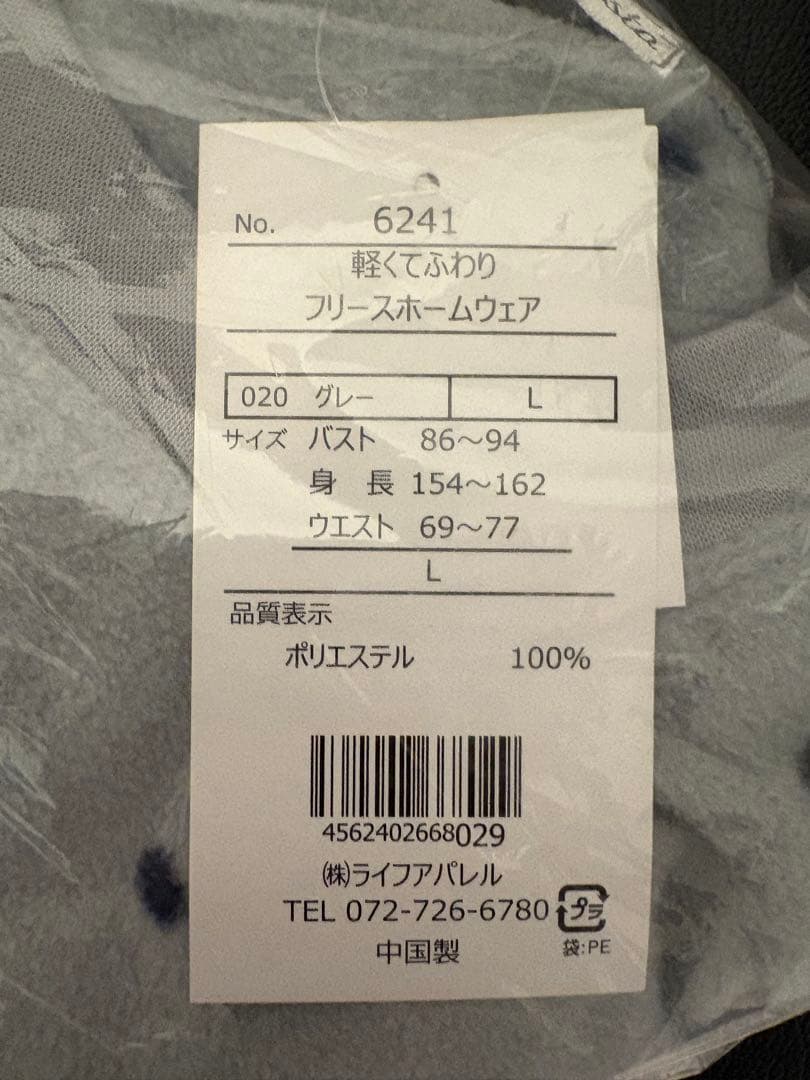 No. 6241
軽くてふわり
フリースホームウェア
020 グレー L
サイズ バスト 86～94
身 長 154～162
ウエスト 69～77
L
品質表示
ポリエステル 100%
4562402668029
㈱ライフアパレル
TEL 072-726-6780
プラ
中国製
袋:PE